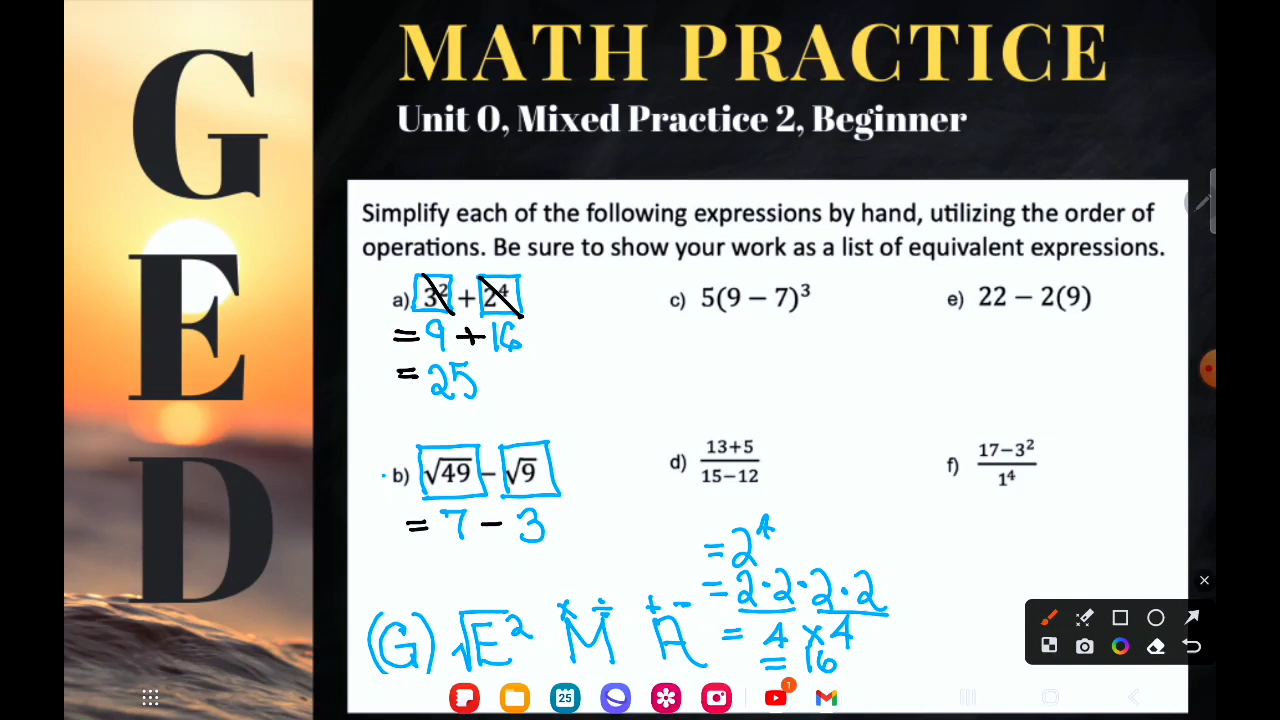 G
E
D
MATH PRACTICE
Unit 0, Mixed Practice 2, Beginner
Simplify each of the following expressions by hand, utilizing the order of
operations. Be sure to show your work as a list of equivalent expressions.
a) 3² + 2⁴
= 9 + 16
= 25
b) √49 − √9
= 7 − 3
c) 5(9 − 7)³
d) 13+5
15−12
e) 22 − 2(9)
f) 17−3²
1⁴
= 2⁴
= 2·2·2·2
= 4 × 4
= 16
× ÷ + −
(G) √E² M A
25
1